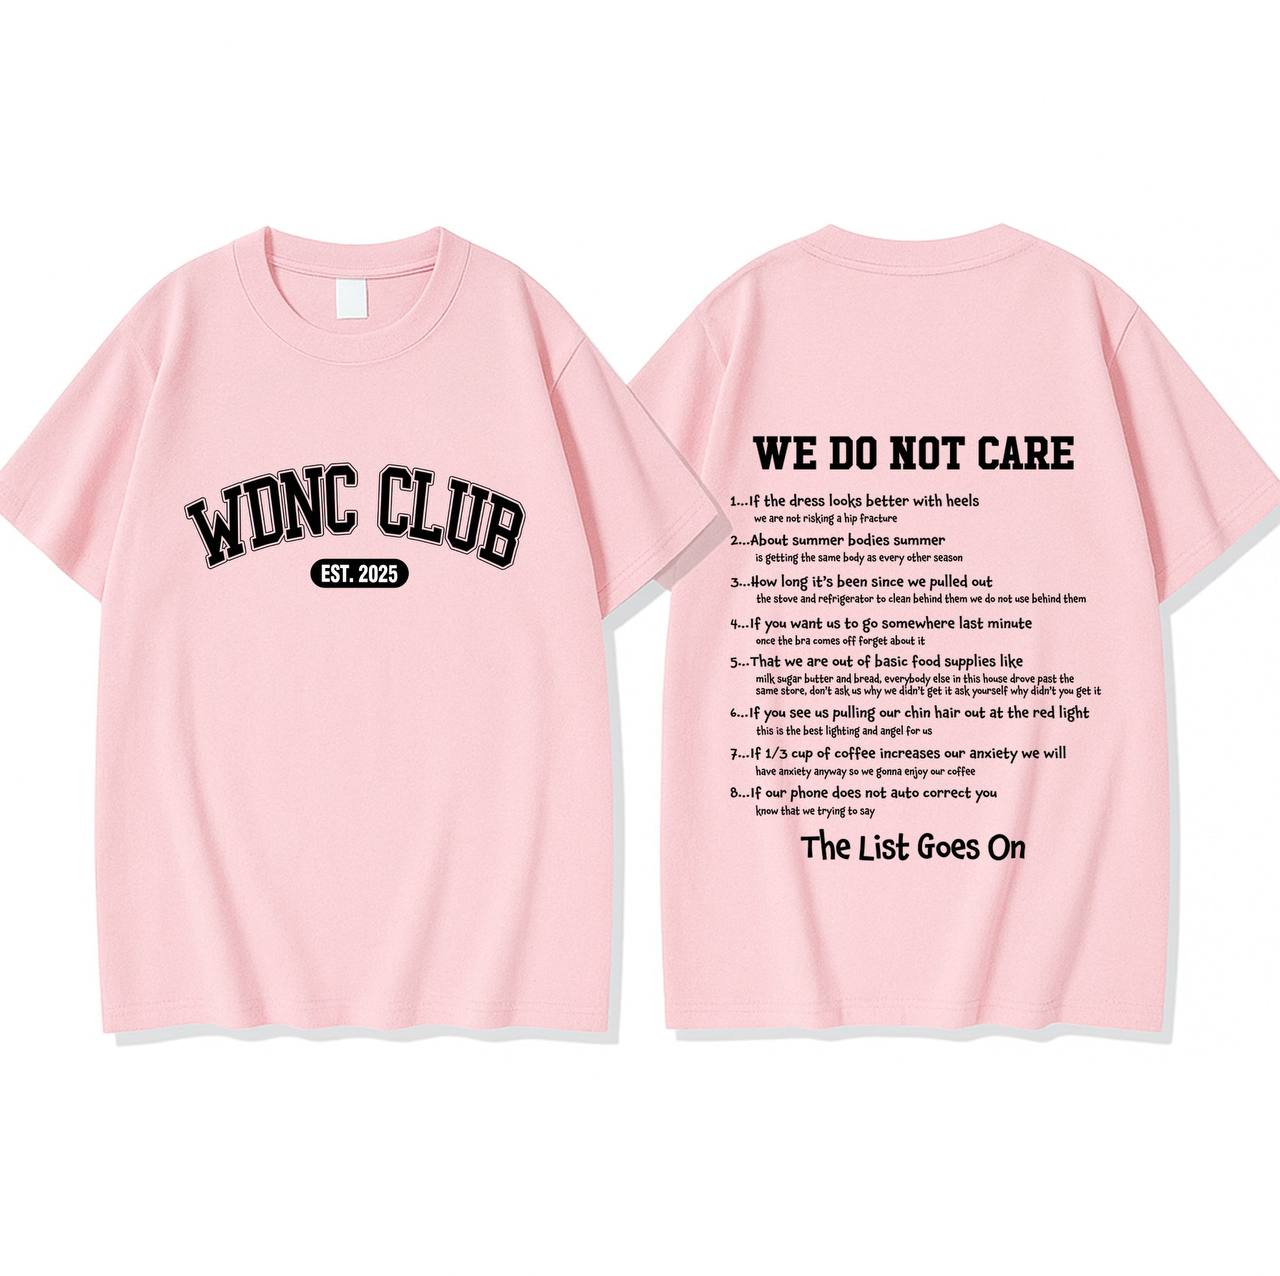 WDNC CLUB
EST. 2025
WE DO NOT CARE
1...If the dress looks better with heels
we are not risking a hip fracture
2...About summer bodies summer
is getting the same body as every other season
3...How long it's been since we pulled out
the stove and refrigerator to clean behind them we do not use behind them
4...If you want us to go somewhere last minute
once the bra comes off forget about it
5...That we are out of basic food supplies like
milk sugar butter and bread, everybody else in this house drove past the
same store, don't ask us why we didn't get it ask yourself why didn't you get it
6...If you see us pulling our chin hair out at the red light
this is the best lighting and angel for us
7...If 1/3 cup of coffee increases our anxiety we will
have anxiety anyway so we gonna enjoy our coffee
8...If our phone does not auto correct you
know that we trying to say
The List Goes On